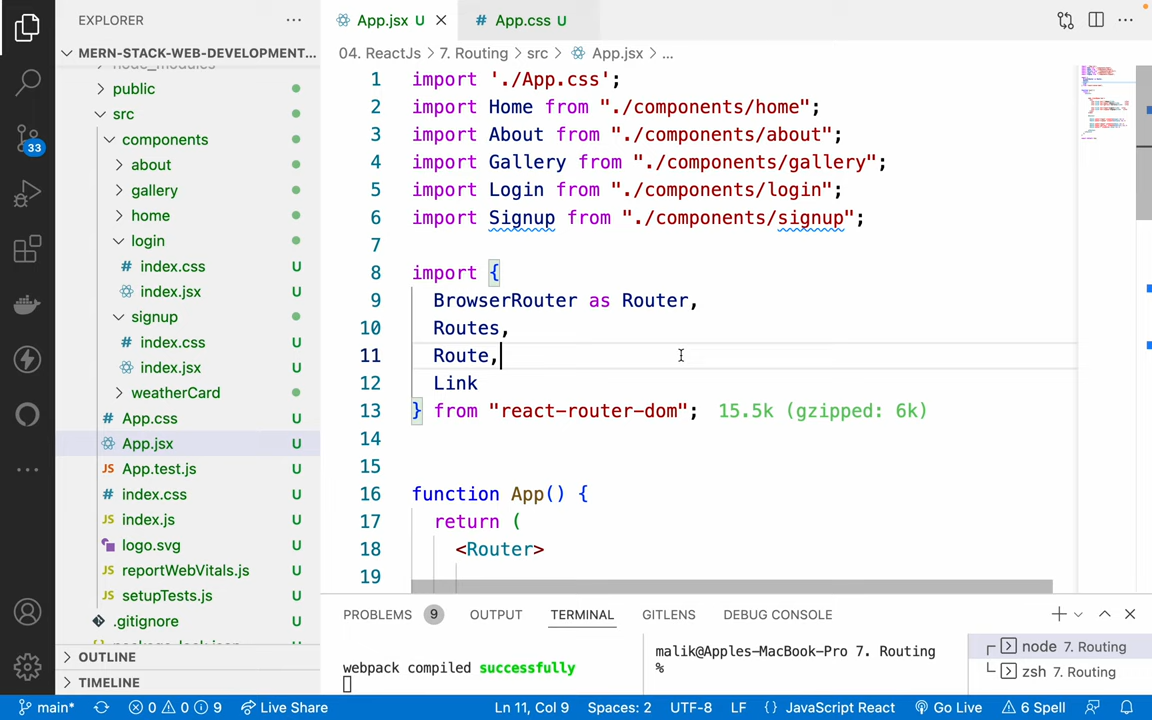 EXPLORER
MERN-STACK-WEB-DEVELOPMENT...
node_modules
public
src
components
about
gallery
home
login
index.css U
index.jsx U
signup
index.css U
index.jsx U
weatherCard
App.css U
App.jsx U
App.test.js U
index.css U
index.js U
logo.svg U
reportWebVitals.js U
setupTests.js U
.gitignore U
OUTLINE
TIMELINE
33
App.jsx U
App.css U
04. ReactJs > 7. Routing > src > App.jsx > ...
1 import './App.css';
2 import Home from "./components/home";
3 import About from "./components/about";
4 import Gallery from "./components/gallery";
5 import Login from "./components/login";
6 import Signup from "./components/signup";
7
8 import {
9 BrowserRouter as Router,
10 Routes,
11 Route,
12 Link
13 } from "react-router-dom"; 15.5k (gzipped: 6k)
14
15
16 function App() {
17 return (
18 <Router>
19
PROBLEMS 9 OUTPUT TERMINAL GITLENS DEBUG CONSOLE
webpack compiled successfully
malik@Apples-MacBook-Pro 7. Routing
%
node 7. Routing
zsh 7. Routing
main* 0 0 9 Live Share Ln 11, Col 9 Spaces: 2 UTF-8 LF {} JavaScript React Go Live 6 Spell